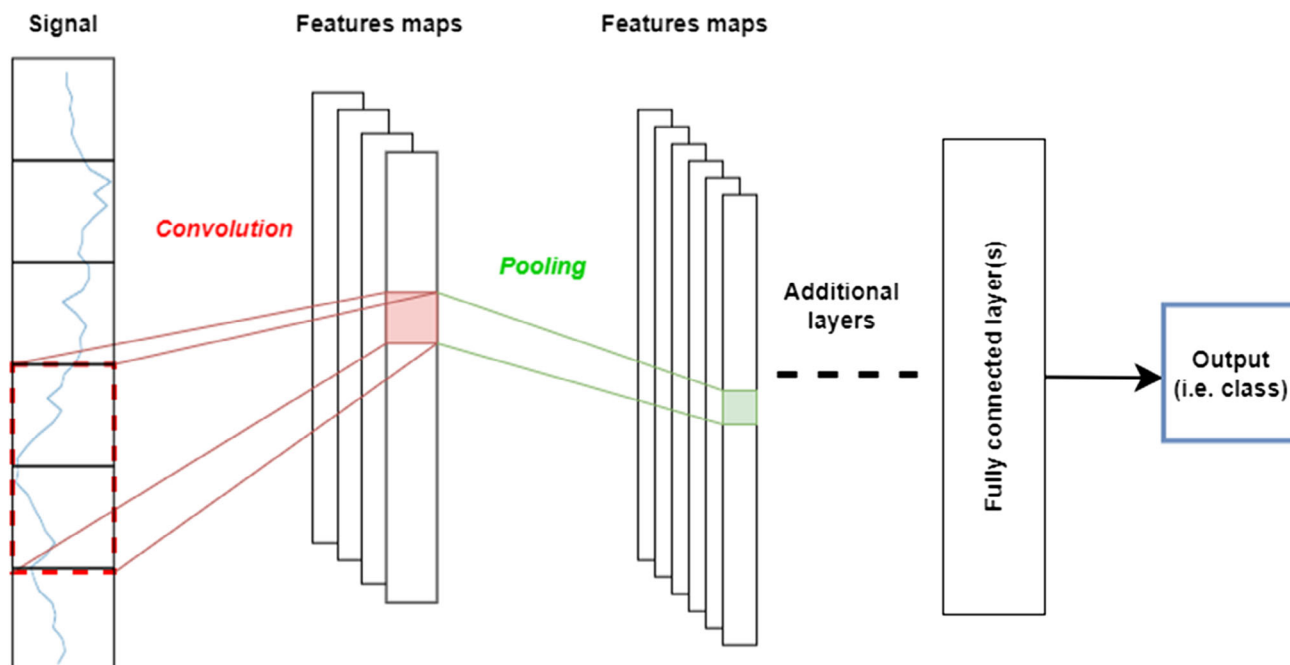 Signal
Features maps
Features maps
Convolution
Pooling
Additional
layers
Fully connected layer(s)
Output
(i.e. class)